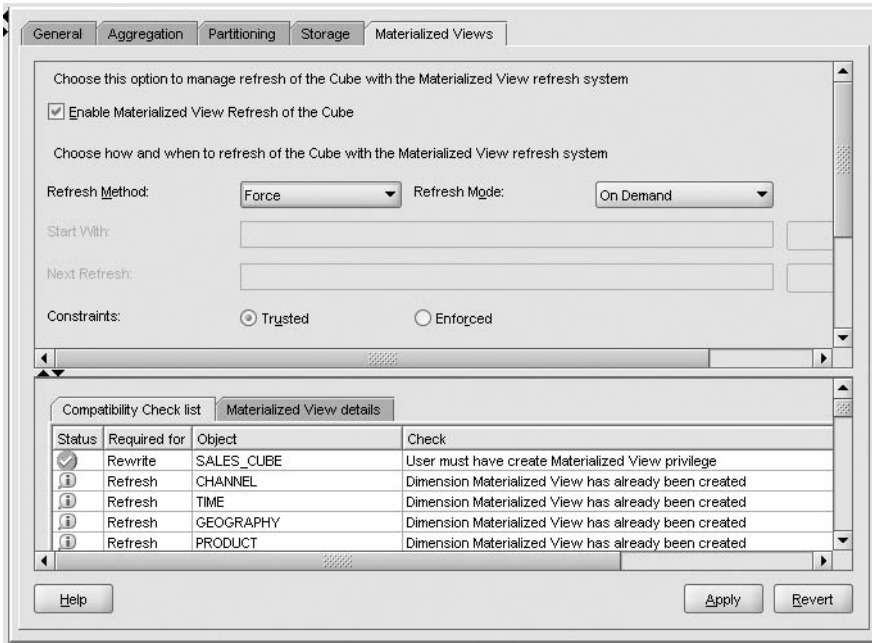 General Aggregation Partitioning Storage Materialized Views
Choose this option to manage refresh of the Cube with the Materialized View refresh system
Enable Materialized View Refresh of the Cube
Choose how and when to refresh of the Cube with the Materialized View refresh system
Refresh Method: Force Refresh Mode: On Demand
Start With:
Next Refresh:
Constraints: Trusted Enforced
Compatibility Check list Materialized View details
Status Required for Object Check
Rewrite SALES_CUBE User must have create Materialized View privilege
Refresh CHANNEL Dimension Materialized View has already been created
Refresh TIME Dimension Materialized View has already been created
Refresh GEOGRAPHY Dimension Materialized View has already been created
Refresh PRODUCT Dimension Materialized View has already been created
Help Apply Revert